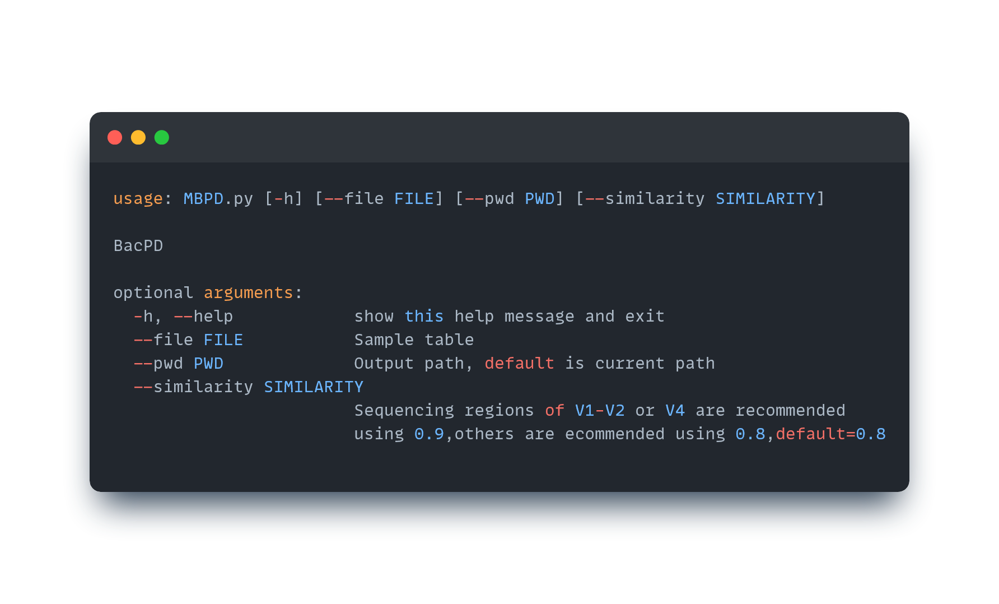 usage: MBPD.py [-h] [--file FILE] [--pwd PWD] [--similarity SIMILARITY]
BacPD
optional arguments:
-h, --help show this help message and exit
--file FILE Sample table
--pwd PWD Output path, default is current path
--similarity SIMILARITY
Sequencing regions of V1-V2 or V4 are recommended
using 0.9,others are ecommended using 0.8,default=0.8